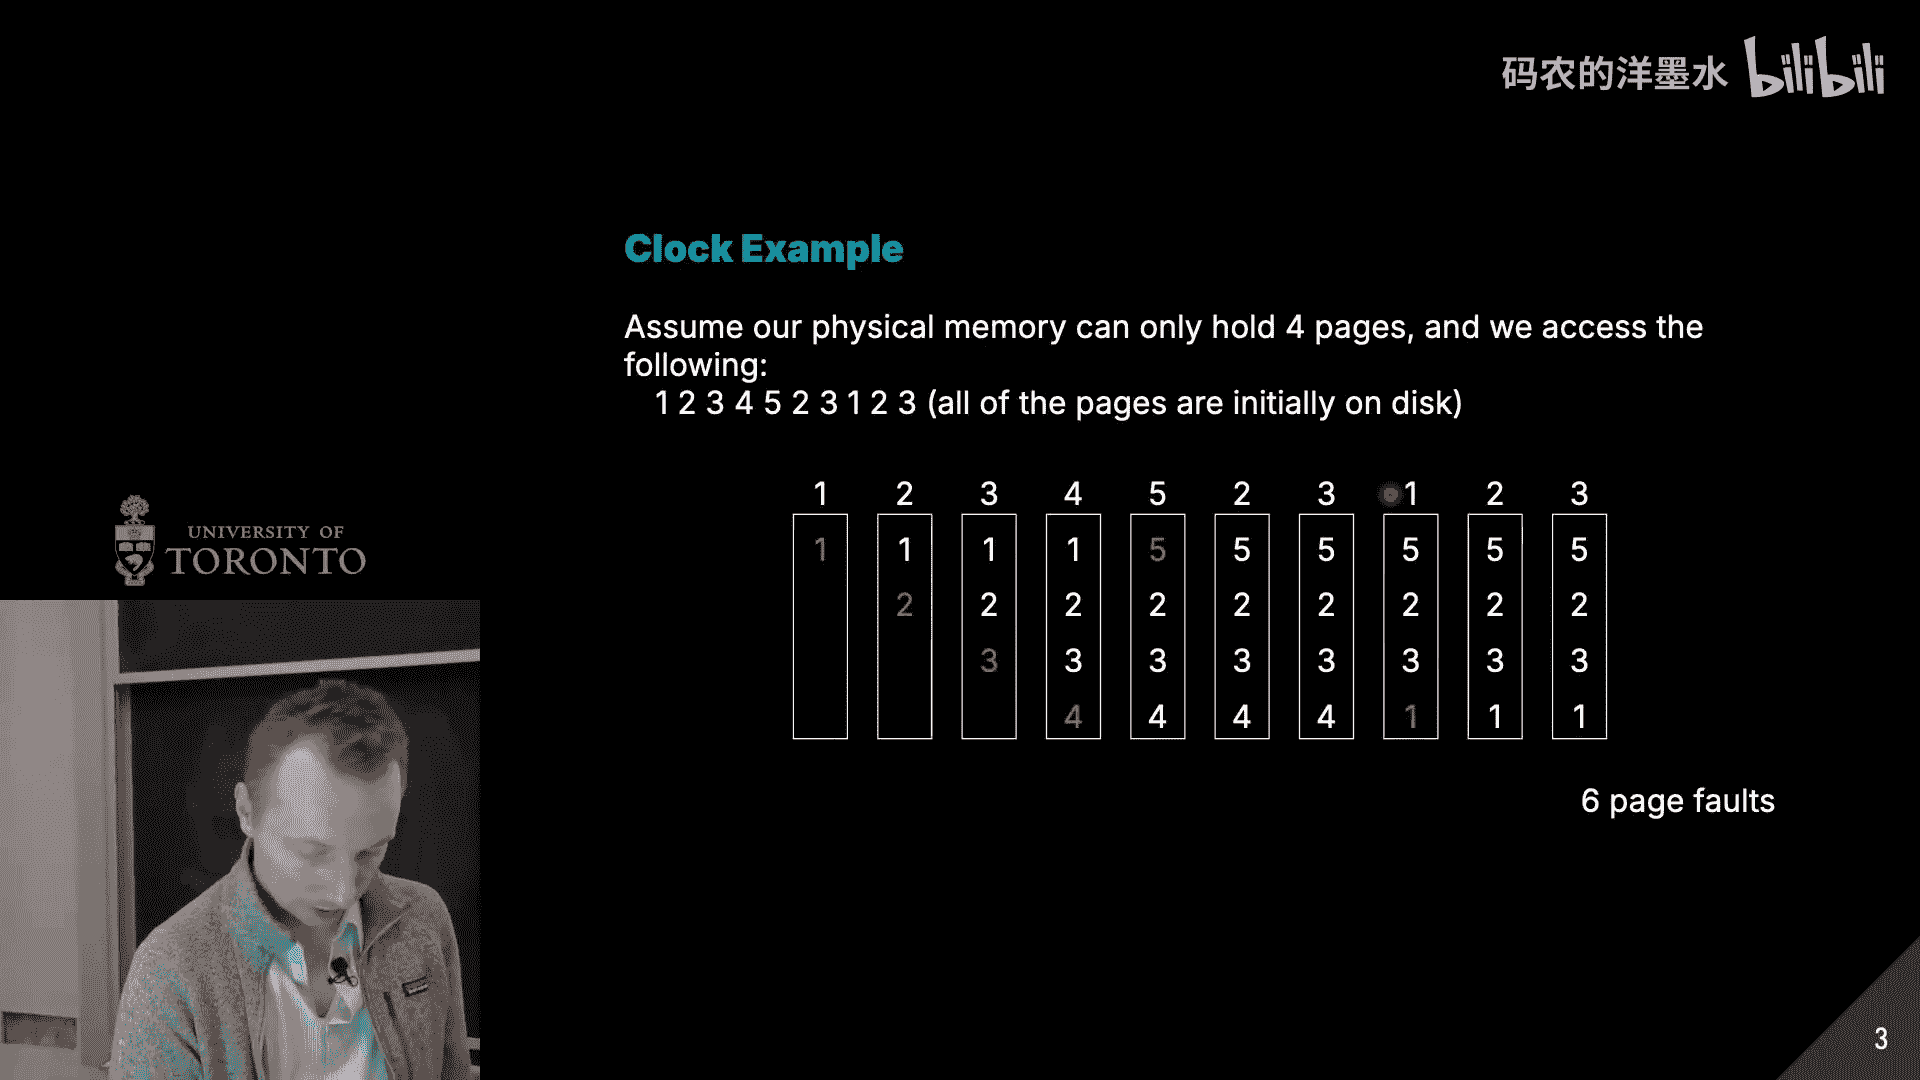 码农的洋墨水 bilibili
Clock Example
Assume our physical memory can only hold 4 pages, and we access the
following:
1 2 3 4 5 2 3 1 2 3 (all of the pages are initially on disk)
1 2 3 4 5 2 3 1 2 3
1 1 1 1 5 5 5 5 5 5
2 2 2 2 2 2 2 2 2
3 3 3 3 3 3 3 3
4 4 4 4 1 1 1
6 page faults
UNIVERSITY OF
TORONTO
3